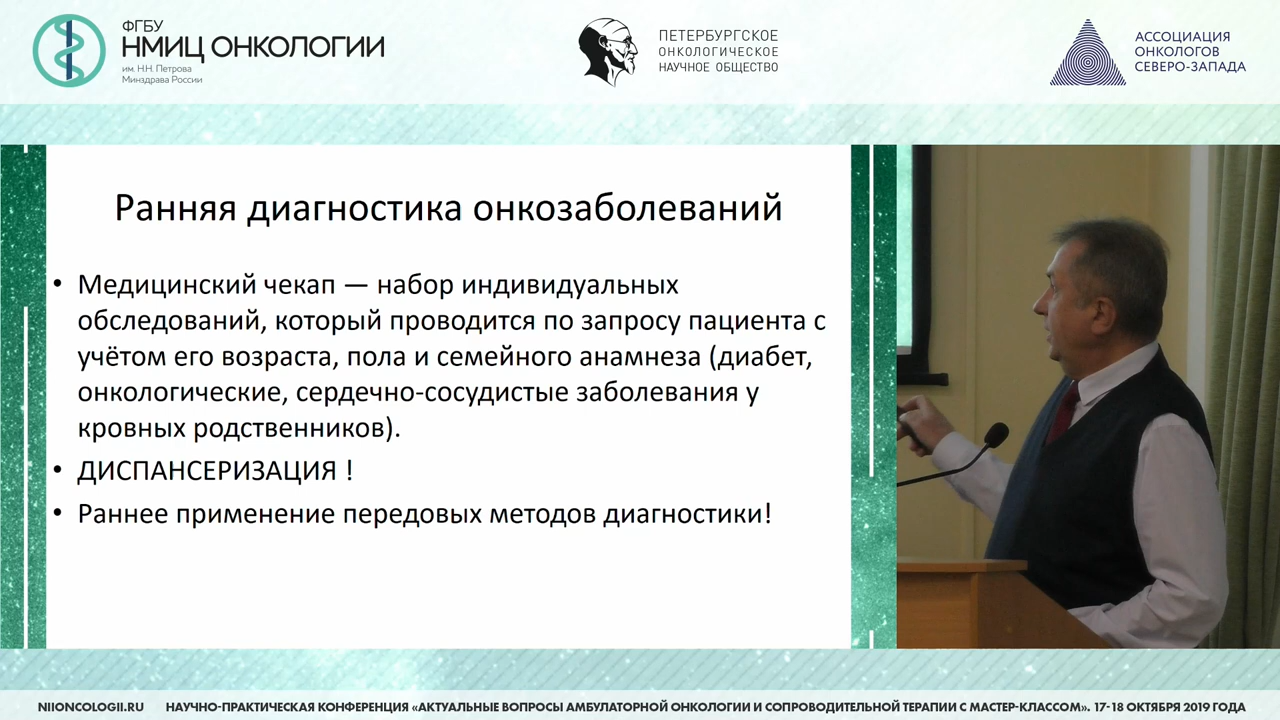 ФГБУ
НМИЦ ОНКОЛОГИИ
им. Н.Н. Петрова
Минздрава России
ПЕТЕРБУРГСКОЕ
ОНКОЛОГИЧЕСКОЕ
НАУЧНОЕ ОБЩЕСТВО
АССОЦИАЦИЯ
ОНКОЛОГОВ
СЕВЕРО-ЗАПАДА
Ранняя диагностика онкозаболеваний
• Медицинский чекап — набор индивидуальных
обследований, который проводится по запросу пациента с
учётом его возраста, пола и семейного анамнеза (диабет,
онкологические, сердечно-сосудистые заболевания у
кровных родственников).
• ДИСПАНСЕРИЗАЦИЯ !
• Раннее применение передовых методов диагностики!
NIIONCOLOGII.RU НАУЧНО-ПРАКТИЧЕСКАЯ КОНФЕРЕНЦИЯ «АКТУАЛЬНЫЕ ВОПРОСЫ АМБУЛАТОРНОЙ ОНКОЛОГИИ И СОПРОВОДИТЕЛЬНОЙ ТЕРАПИИ С МАСТЕР-КЛАССОМ». 17-18 ОКТЯБРЯ 2019 ГОДА